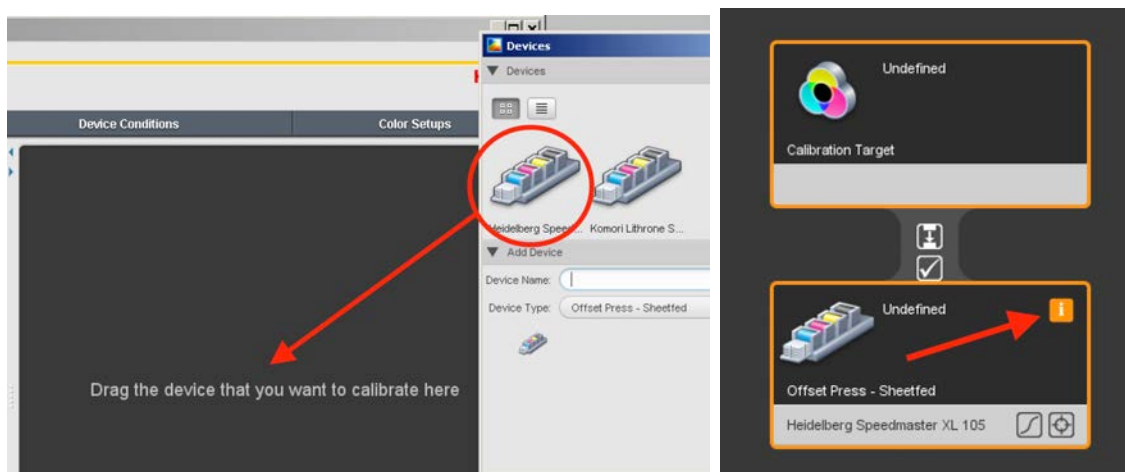 Devices
Devices
Device Conditions
Color Setups
Heidelberg Speed...
Komori Lithrone S...
Add Device
Device Name:
Device Type:
Offset Press - Sheetfed
Drag the device that you want to calibrate here
Undefined
Calibration Target
Undefined
i
Offset Press - Sheetfed
Heidelberg Speedmaster XL 105